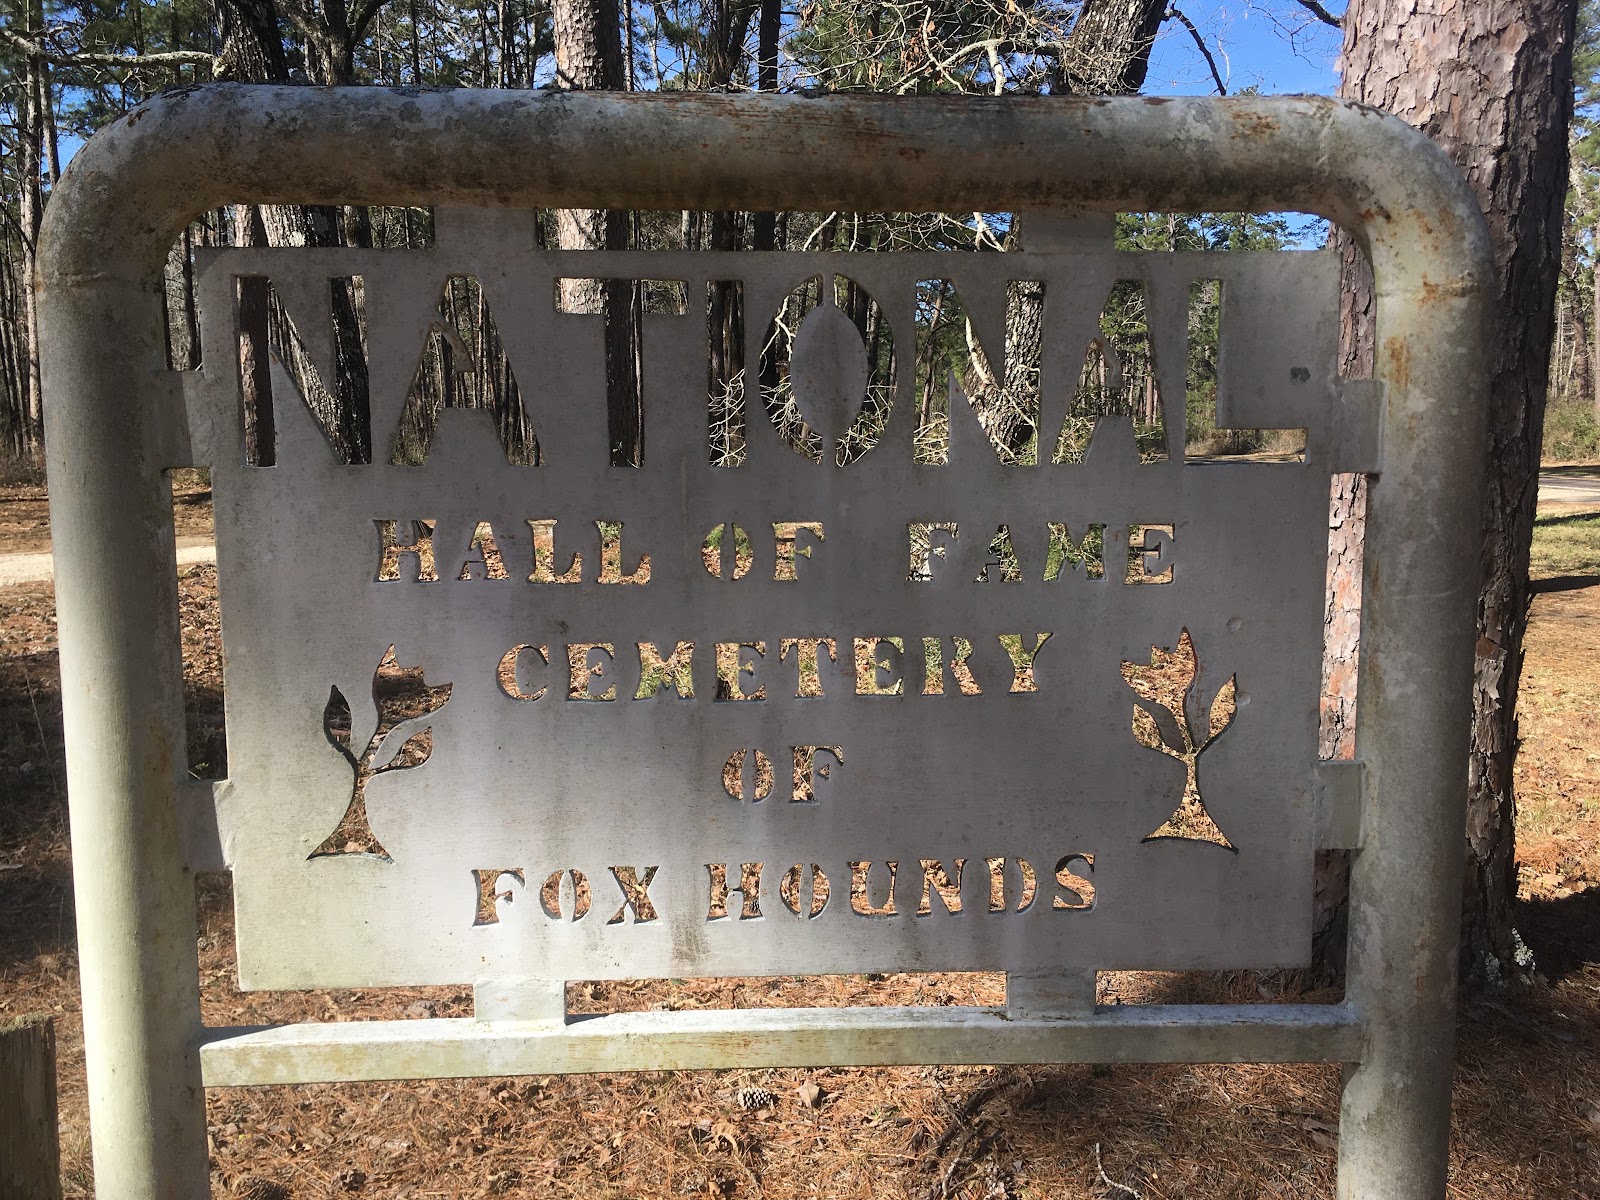 NATIONAL
HALL OF FAME
CEMETERY
OF
FOX HOUNDS